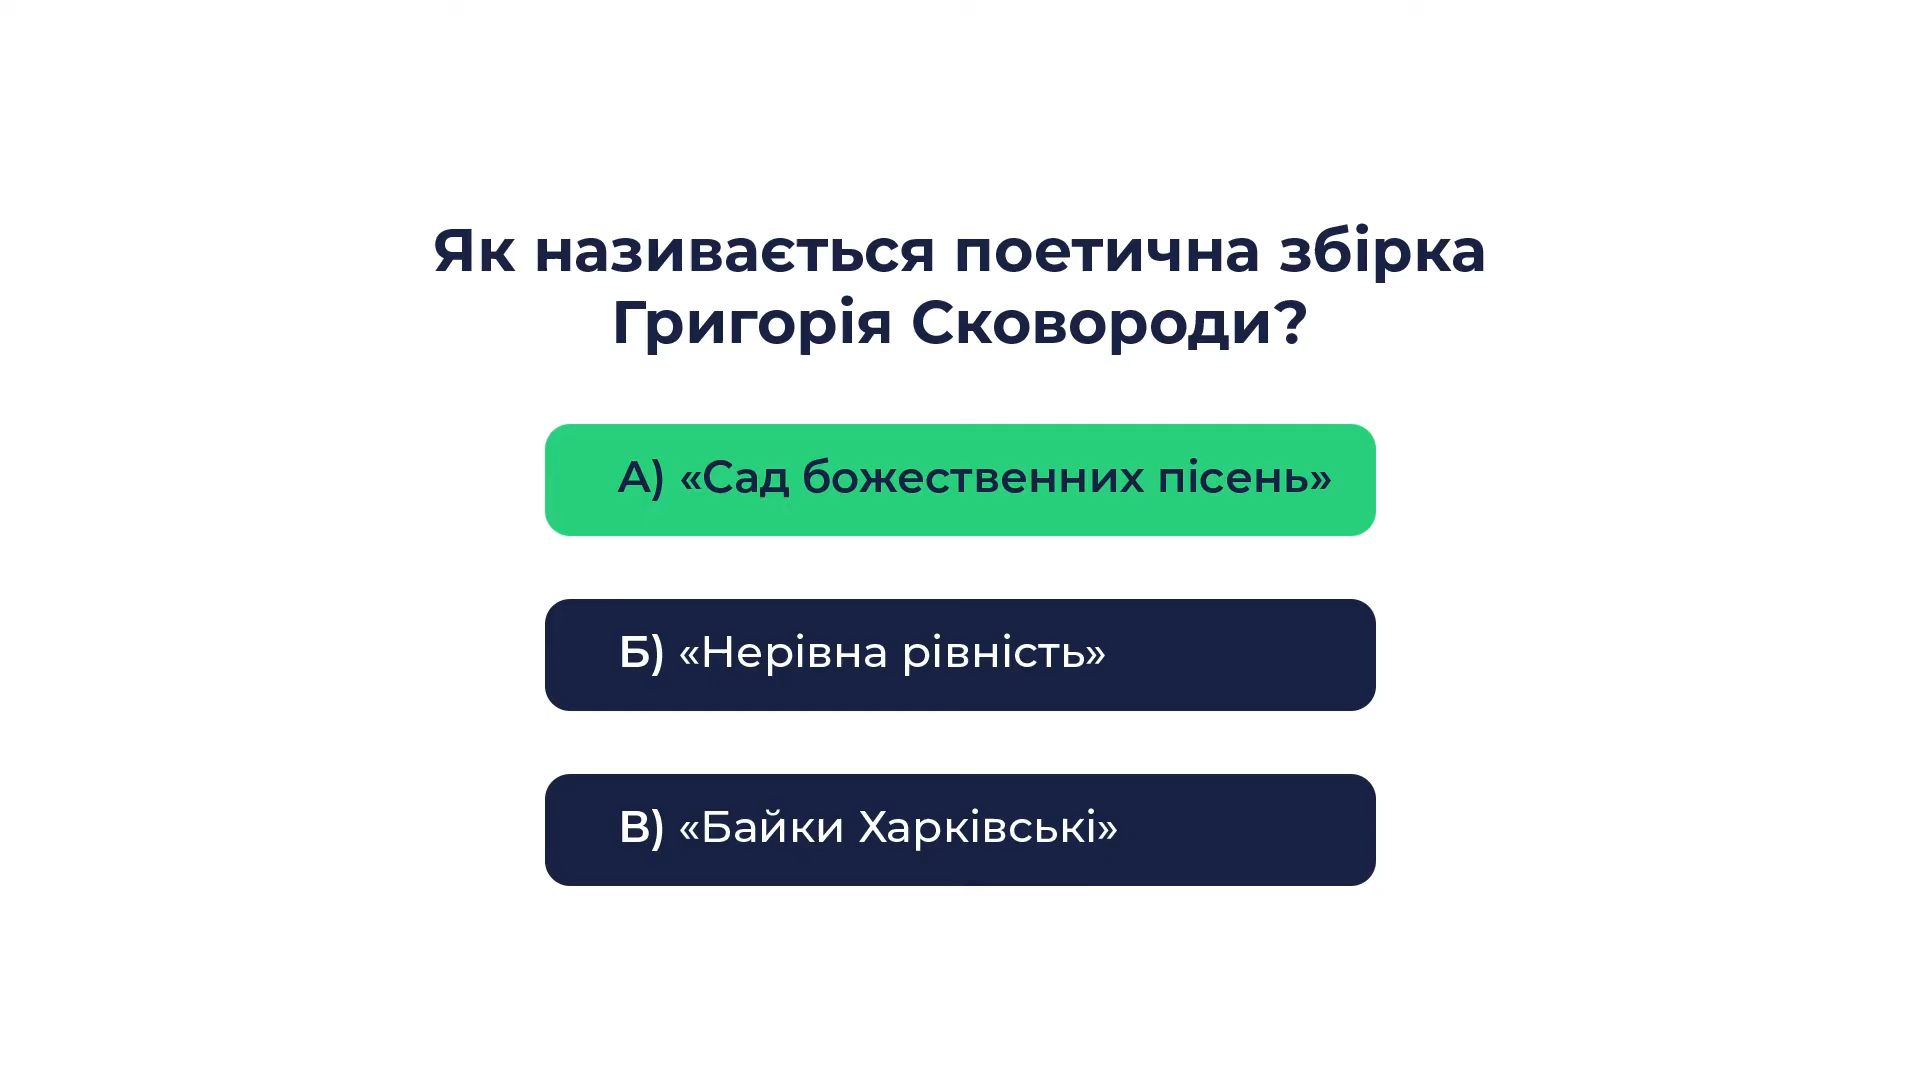 Як називається поетична збірка
Григорія Сковороди?
А) «Сад божественних пісень»
Б) «Нерівна рівність»
В) «Байки Харківські»